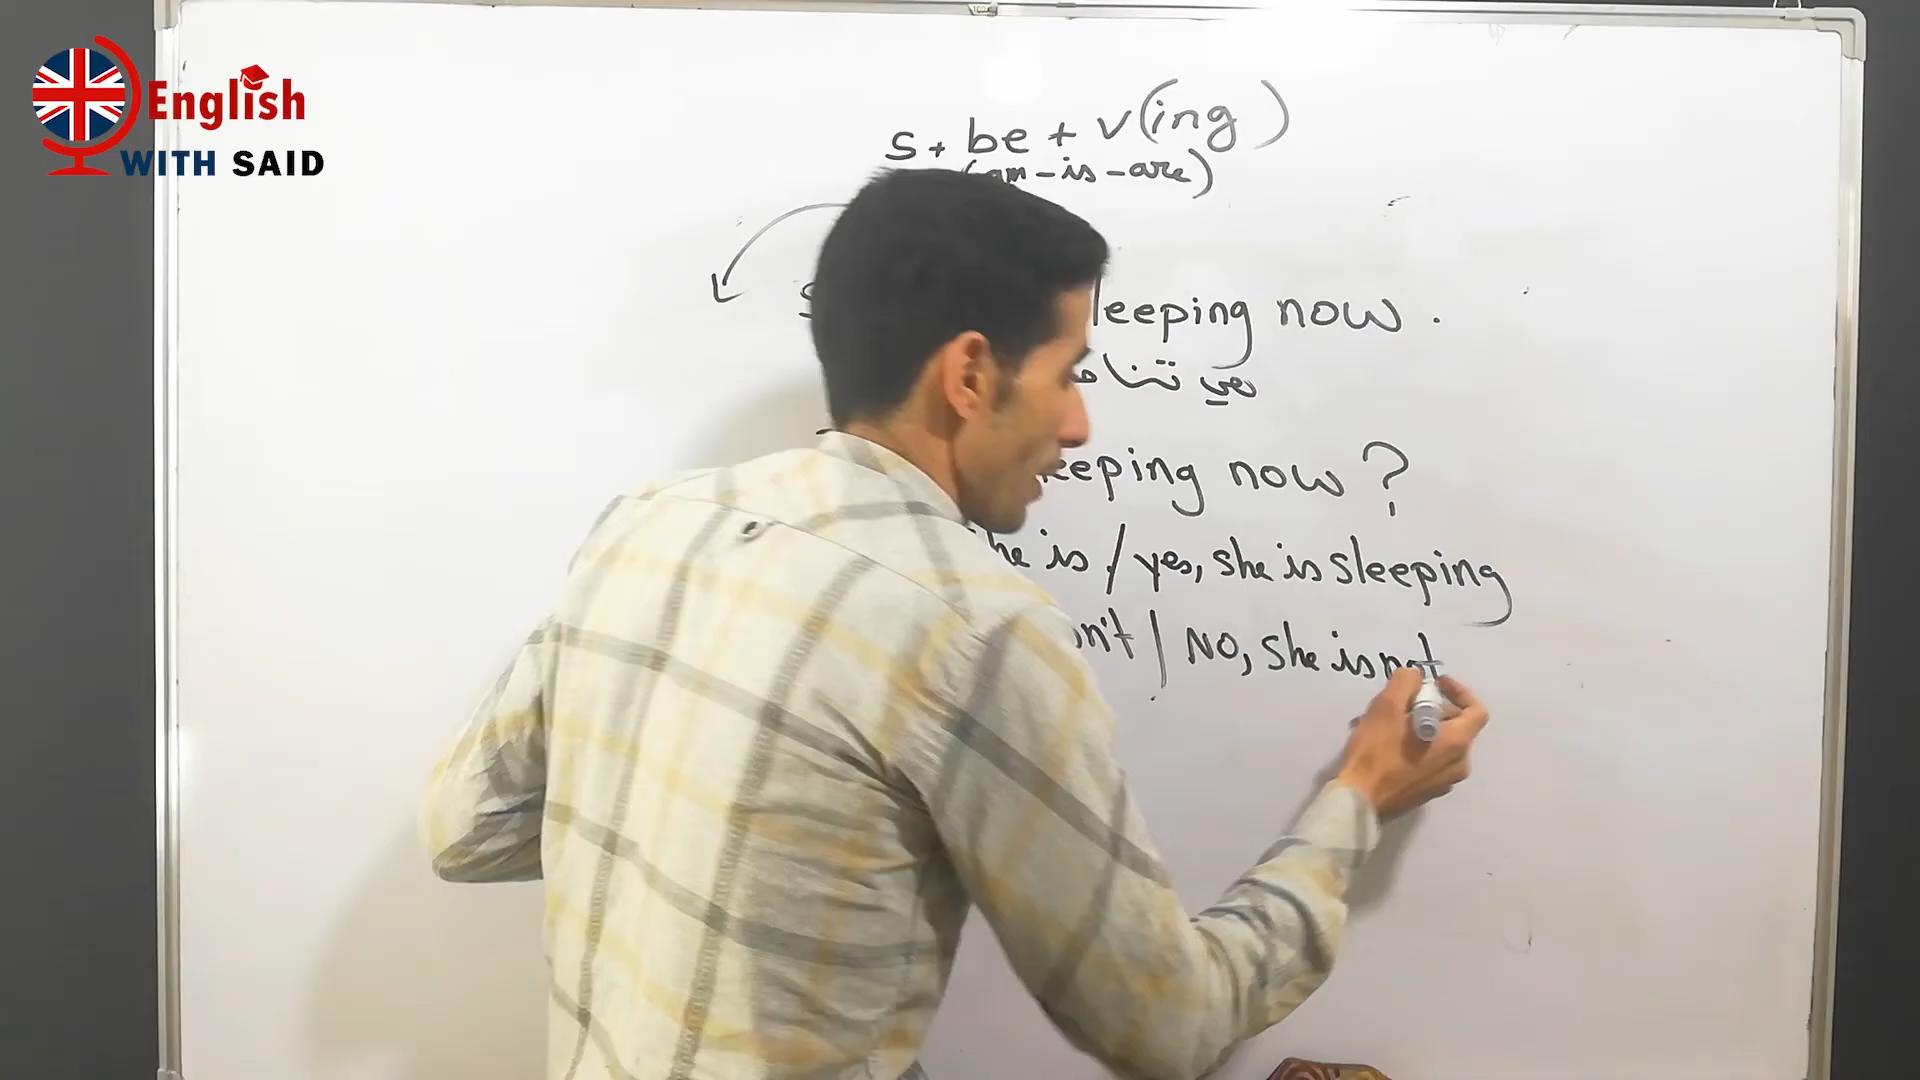 English
WITH SAID
S + be + v(ing)
(am - is - are)
leeping now .
هي تنام
eeping now ?
he is / yes, she is sleeping
n't / NO, she is not